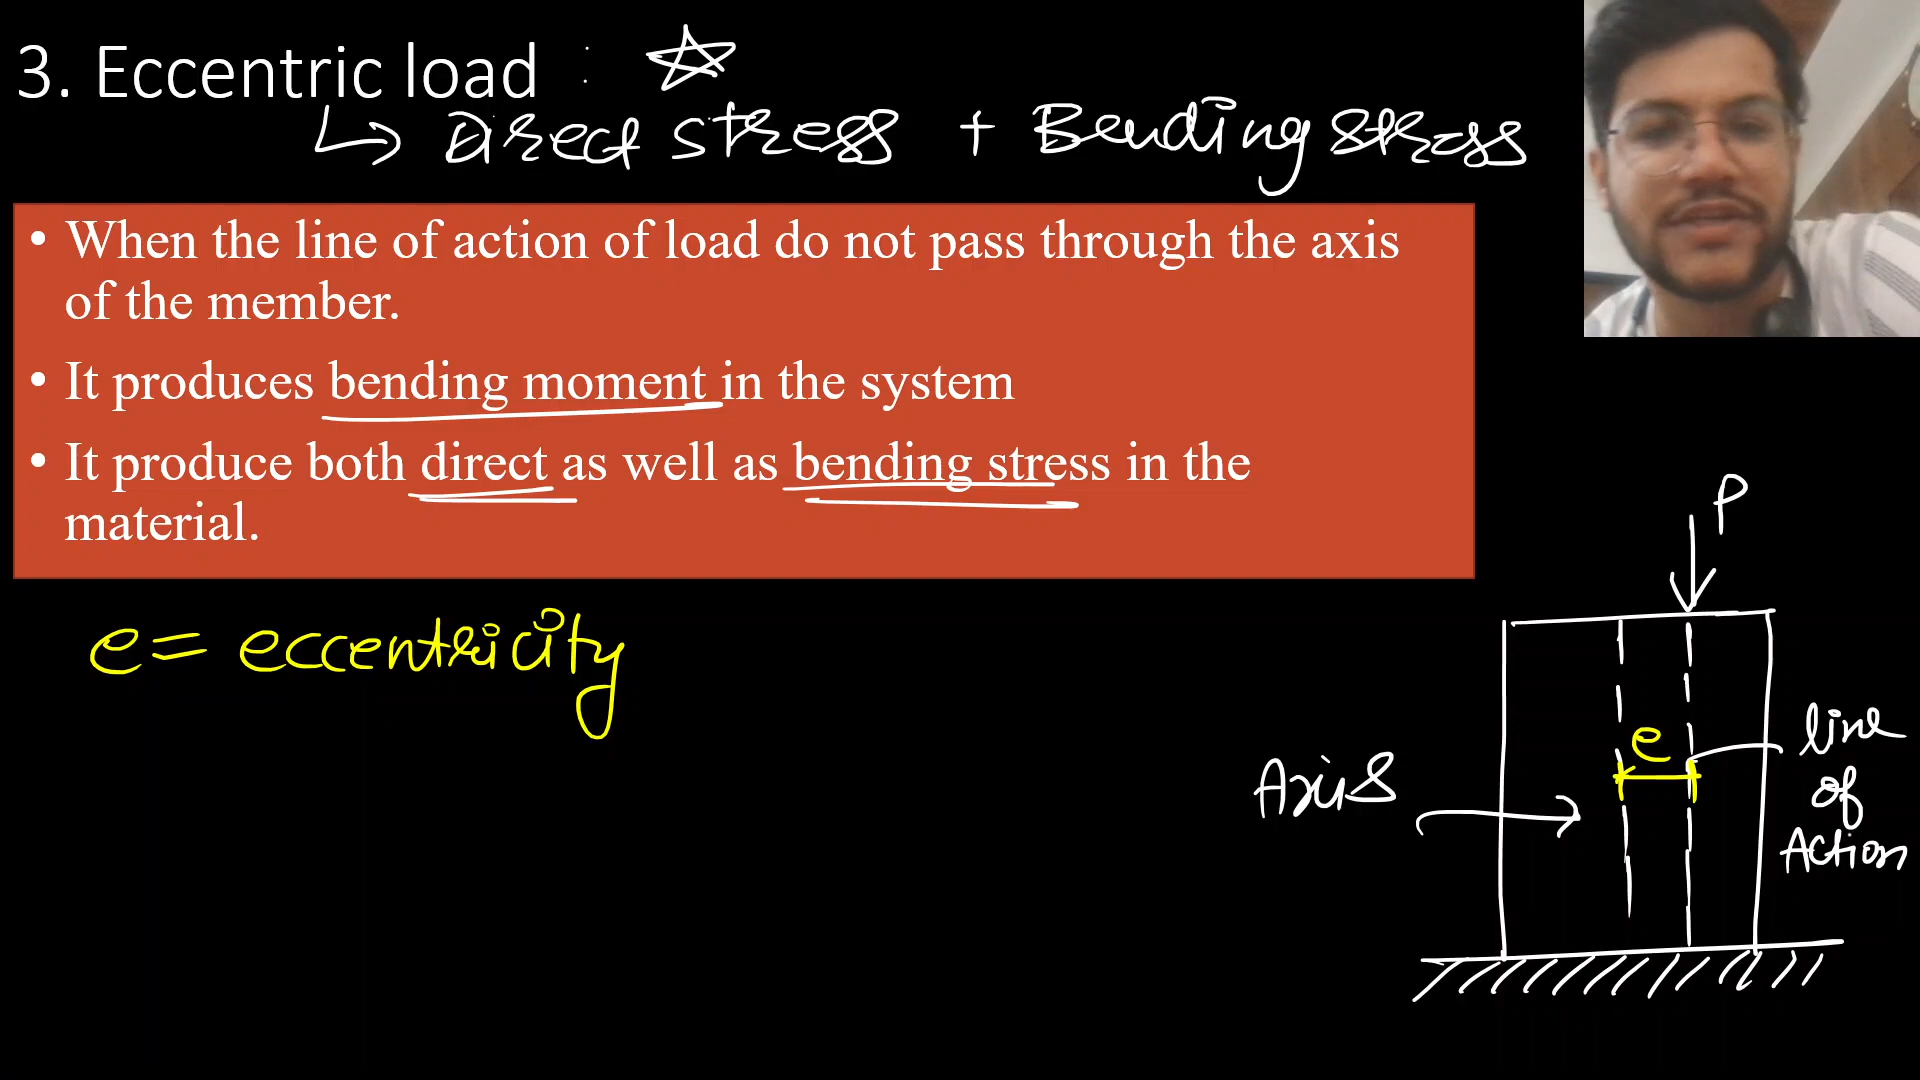 3. Eccentric load :
↳ Direct stress + Bending stress
• When the line of action of load do not pass through the axis
of the member.
• It produces bending moment in the system
• It produce both direct as well as bending stress in the
material.
e = eccentricity
P
e
Axis
line
of
Action